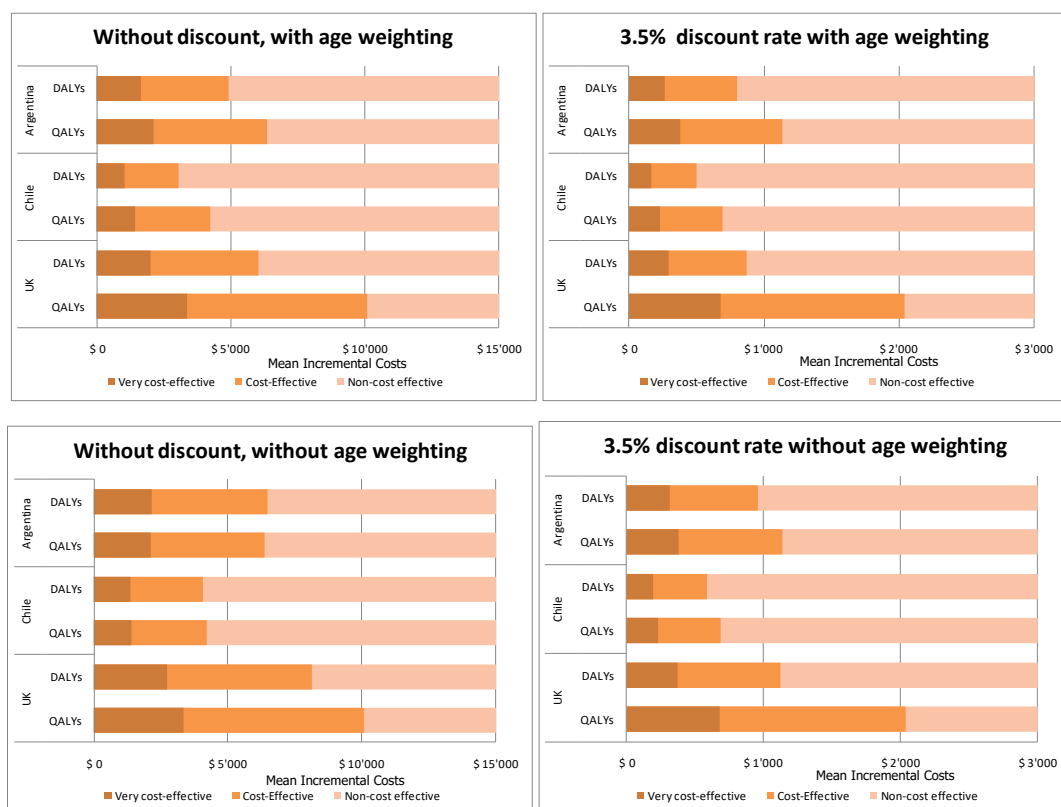 Without discount, with age weighting
Argentina
DALYs
QALYs
Chile
DALYs
QALYs
UK
DALYs
QALYs
$ 0 $ 5'000 $ 10'000 $ 15'000
Mean Incremental Costs
Very cost-effective Cost-Effective Non-cost effective
3.5% discount rate with age weighting
Argentina
DALYs
QALYs
Chile
DALYs
QALYs
UK
DALYs
QALYs
$ 0 $ 1'000 $ 2'000 $ 3'000
Mean Incremental Costs
Very cost-effective Cost-Effective Non-cost effective
Without discount, without age weighting
Argentina
DALYs
QALYs
Chile
DALYs
QALYs
UK
DALYs
QALYs
$ 0 $ 5'000 $ 10'000 $ 15'000
Mean Incremental Costs
Very cost-effective Cost-Effective Non-cost effective
3.5% discount rate without age weighting
Argentina
DALYs
QALYs
Chile
DALYs
QALYs
UK
DALYs
QALYs
$ 0 $ 1'000 $ 2'000 $ 3'000
Mean Incremental Costs
Very cost-effective Cost-Effective Non-cost effective